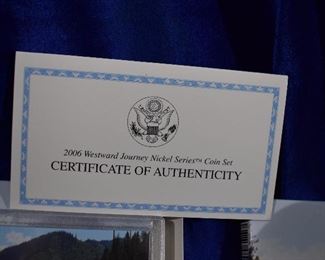 2006 Westward Journey Nickel Series™ Coin Set
CERTIFICATE OF AUTHENTICITY